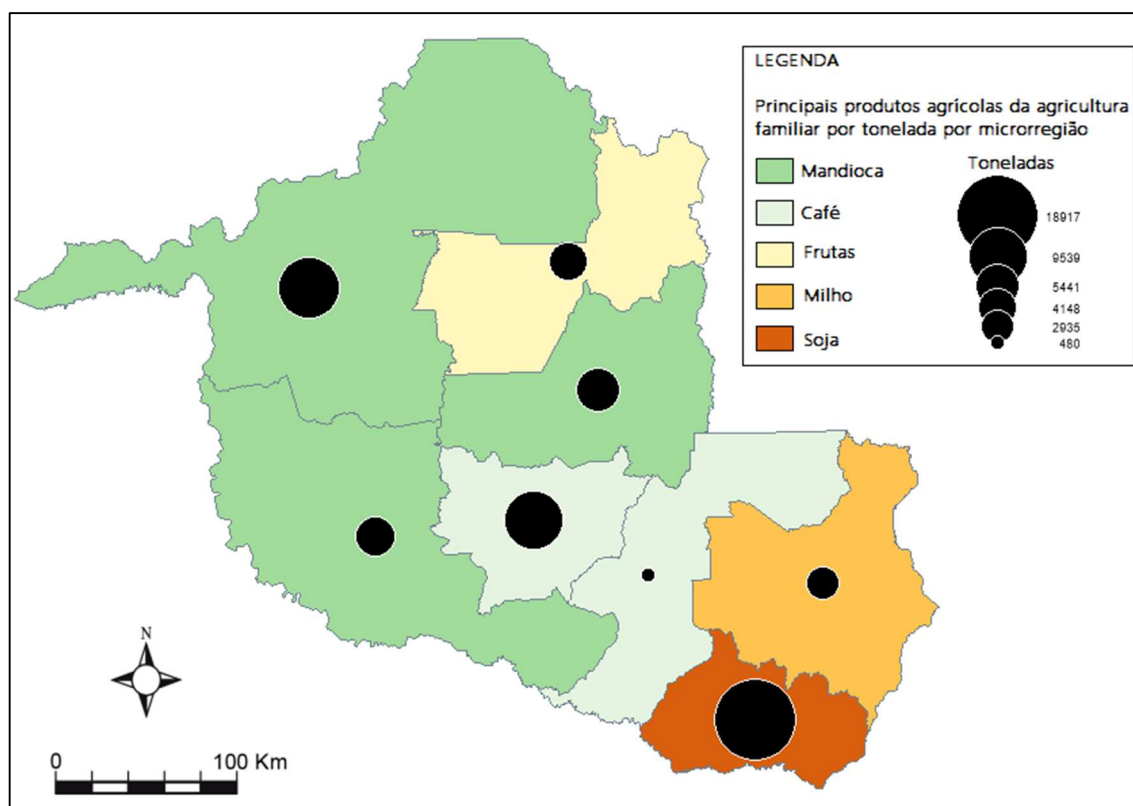 LEGENDA
Principais produtos agrícolas da agricultura
familiar por tonelada por microrregião
Mandioca
Café
Frutas
Milho
Soja
Toneladas
18917
9539
5441
4148
2935
480
N
0 100 Km